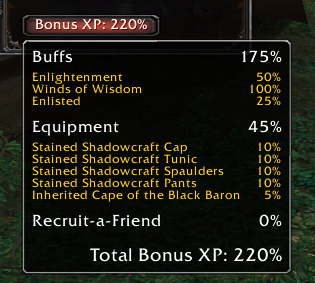 Bonus XP: 220%
Buffs 175%
Enlightenment 50%
Winds of Wisdom 100%
Enlisted 25%
Equipment 45%
Stained Shadowcraft Cap 10%
Stained Shadowcraft Tunic 10%
Stained Shadowcraft Spaulders 10%
Stained Shadowcraft Pants 10%
Inherited Cape of the Black Baron 5%
Recruit-a-Friend 0%
Total Bonus XP: 220%